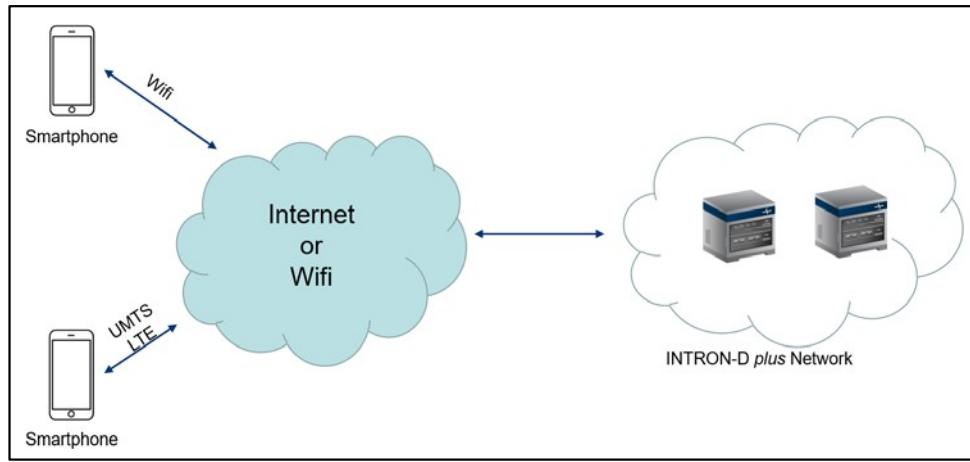 Wifi
Smartphone
Internet
or
Wifi
UMTS
LTE
INTRON-D plus Network
Smartphone